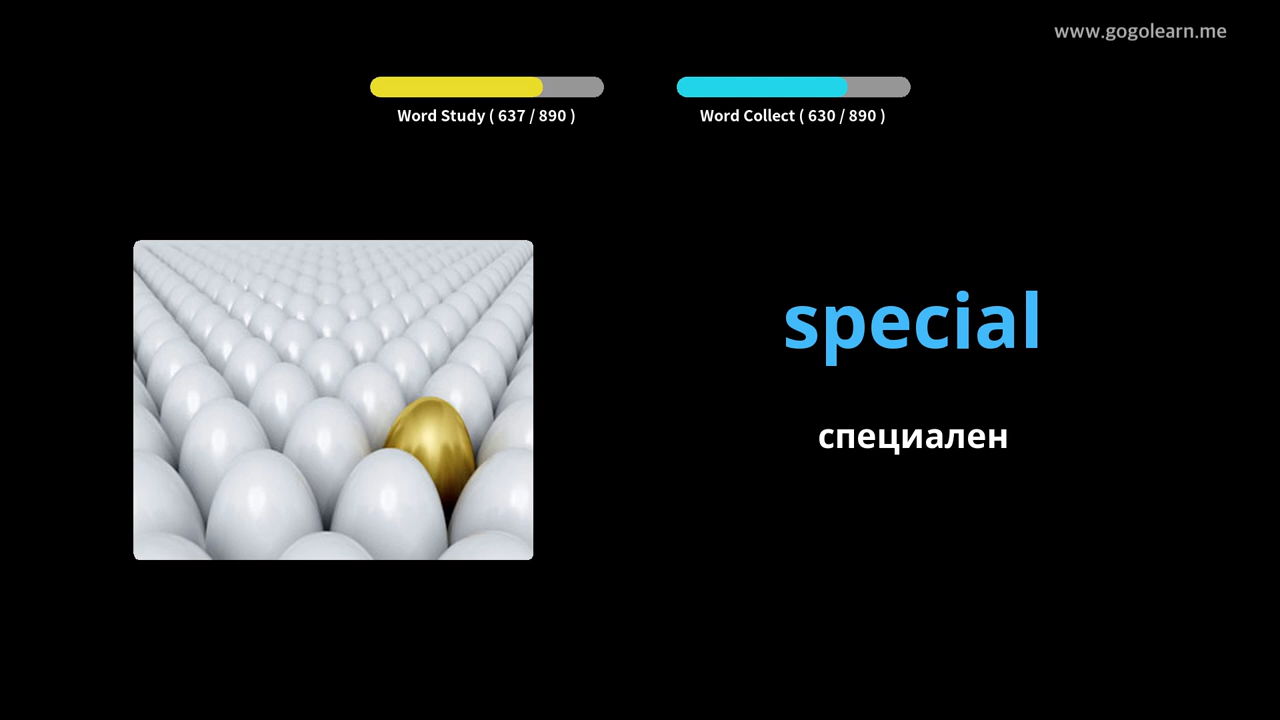 www.gogolearn.me
Word Study ( 637 / 890 )
Word Collect ( 630 / 890 )
special
специален